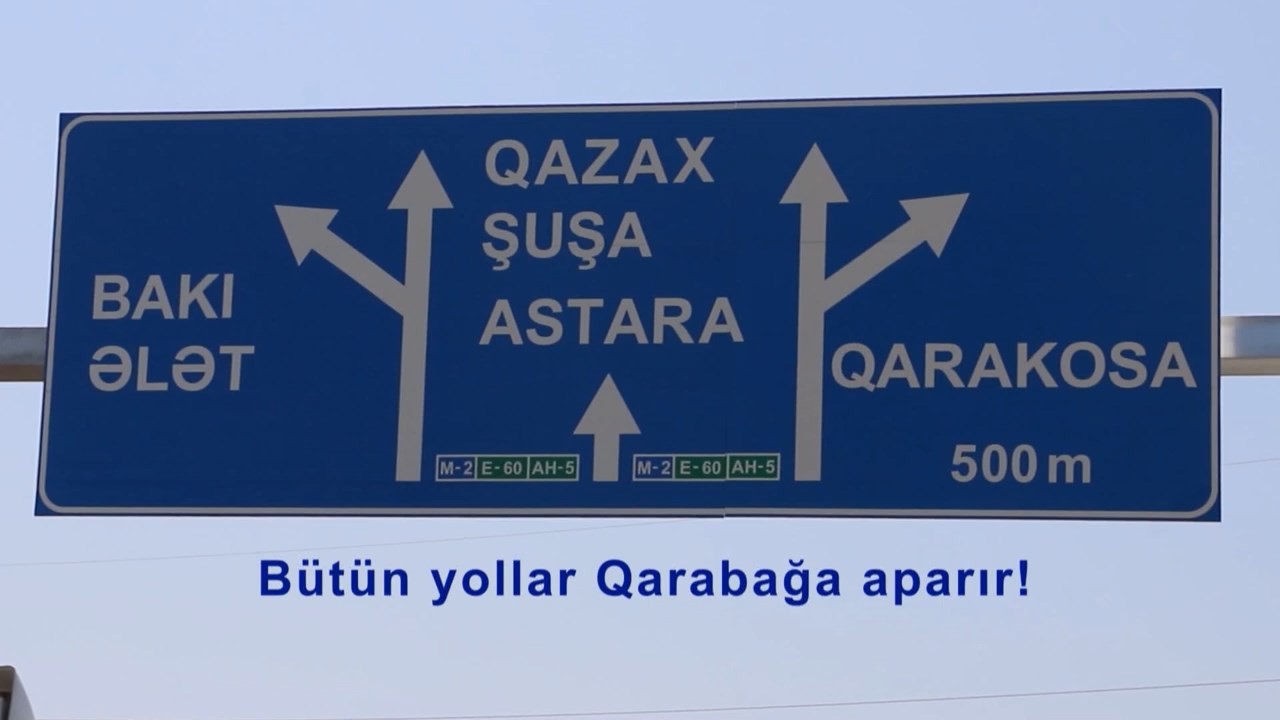 QAZAX
ŞUŞA
ASTARA
BAKI
ƏLƏT
QARAKOSA
500 m
M-2 E-60 AH-5
M-2 E-60 AH-5
Bütün yollar Qarabağa aparır!